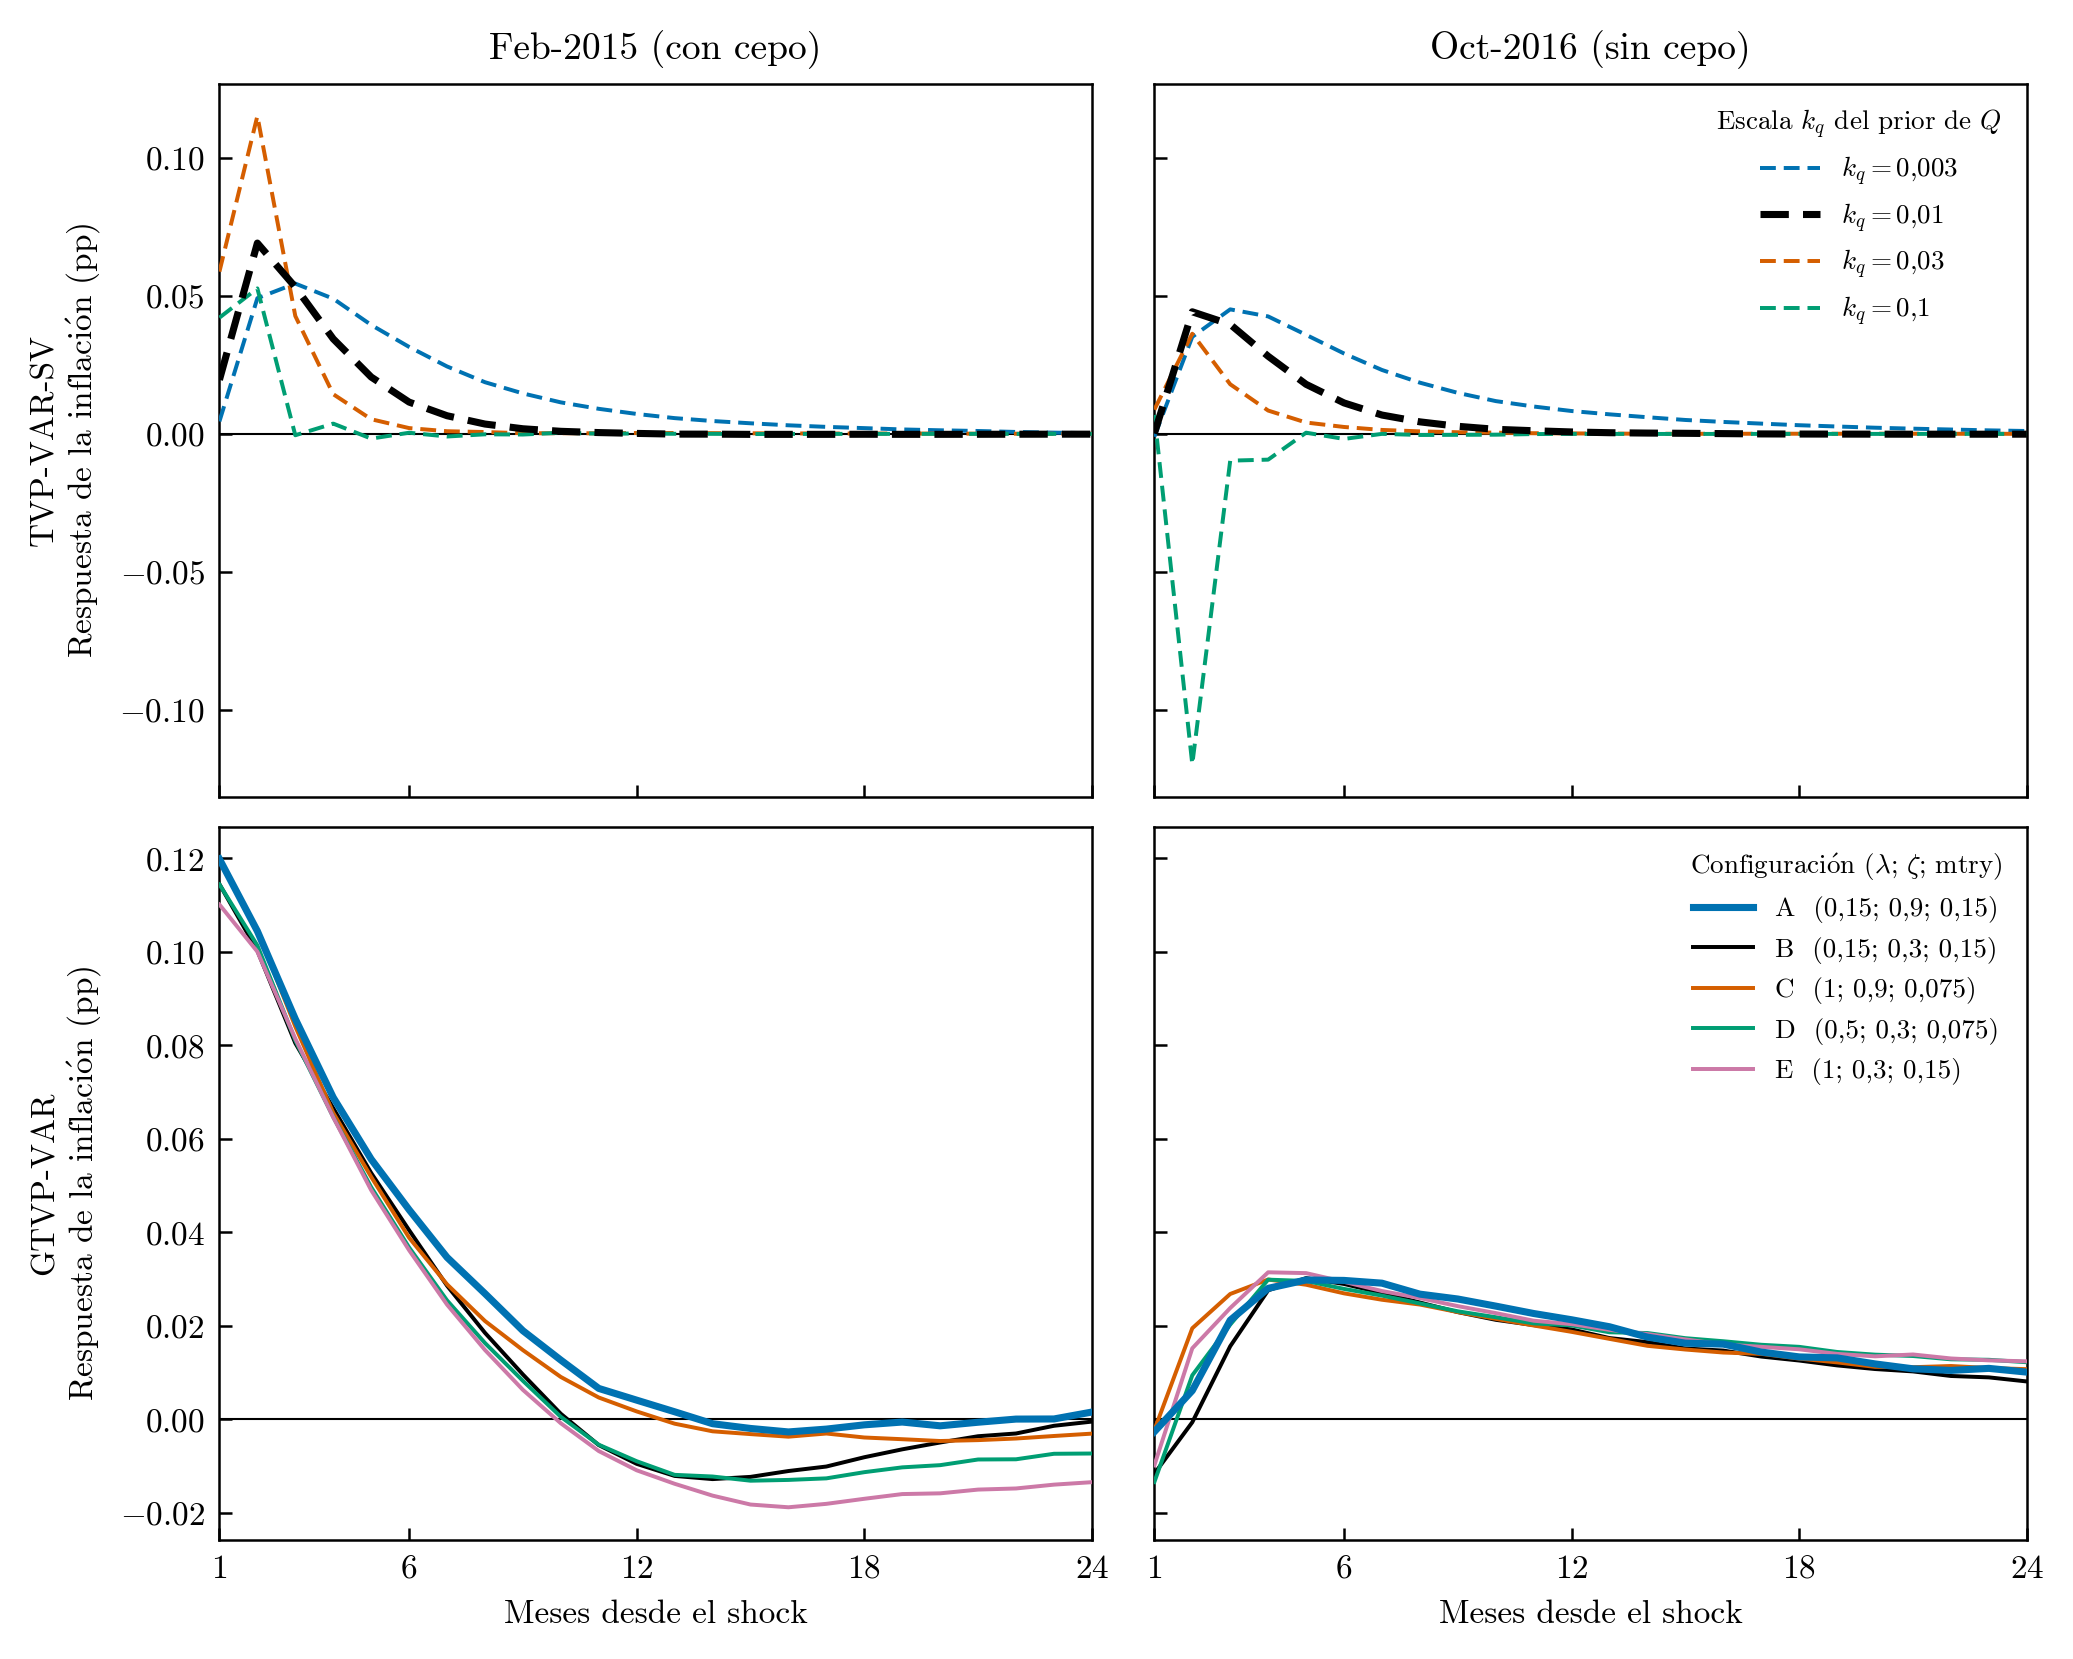 Feb-2015 (con cepo)
Oct-2016 (sin cepo)
TVP-VAR-SV
Respuesta de la inflación (pp)
0.10
0.05
0.00
−0.05
−0.10
Escala k_q del prior de Q
k_q = 0,003
k_q = 0,01
k_q = 0,03
k_q = 0,1
GTVP-VAR
Respuesta de la inflación (pp)
0.12
0.10
0.08
0.06
0.04
0.02
0.00
−0.02
Configuración (λ; ζ; mtry)
A (0,15; 0,9; 0,15)
B (0,15; 0,3; 0,15)
C (1; 0,9; 0,075)
D (0,5; 0,3; 0,075)
E (1; 0,3; 0,15)
1 6 12 18 24
1 6 12 18 24
Meses desde el shock
Meses desde el shock